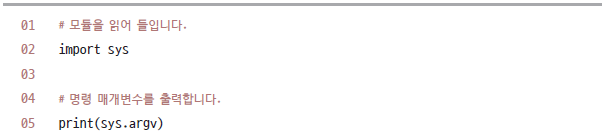 01 # 모듈을 읽어 들입니다.
02 import sys
03
04 # 명령 매개변수를 출력합니다.
05 print(sys.argv)